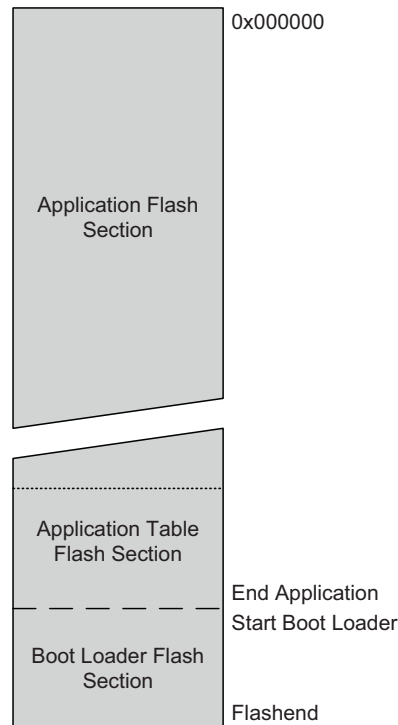 0x000000
Application Flash
Section
Application Table
Flash Section
End Application
Start Boot Loader
Boot Loader Flash
Section
Flashend